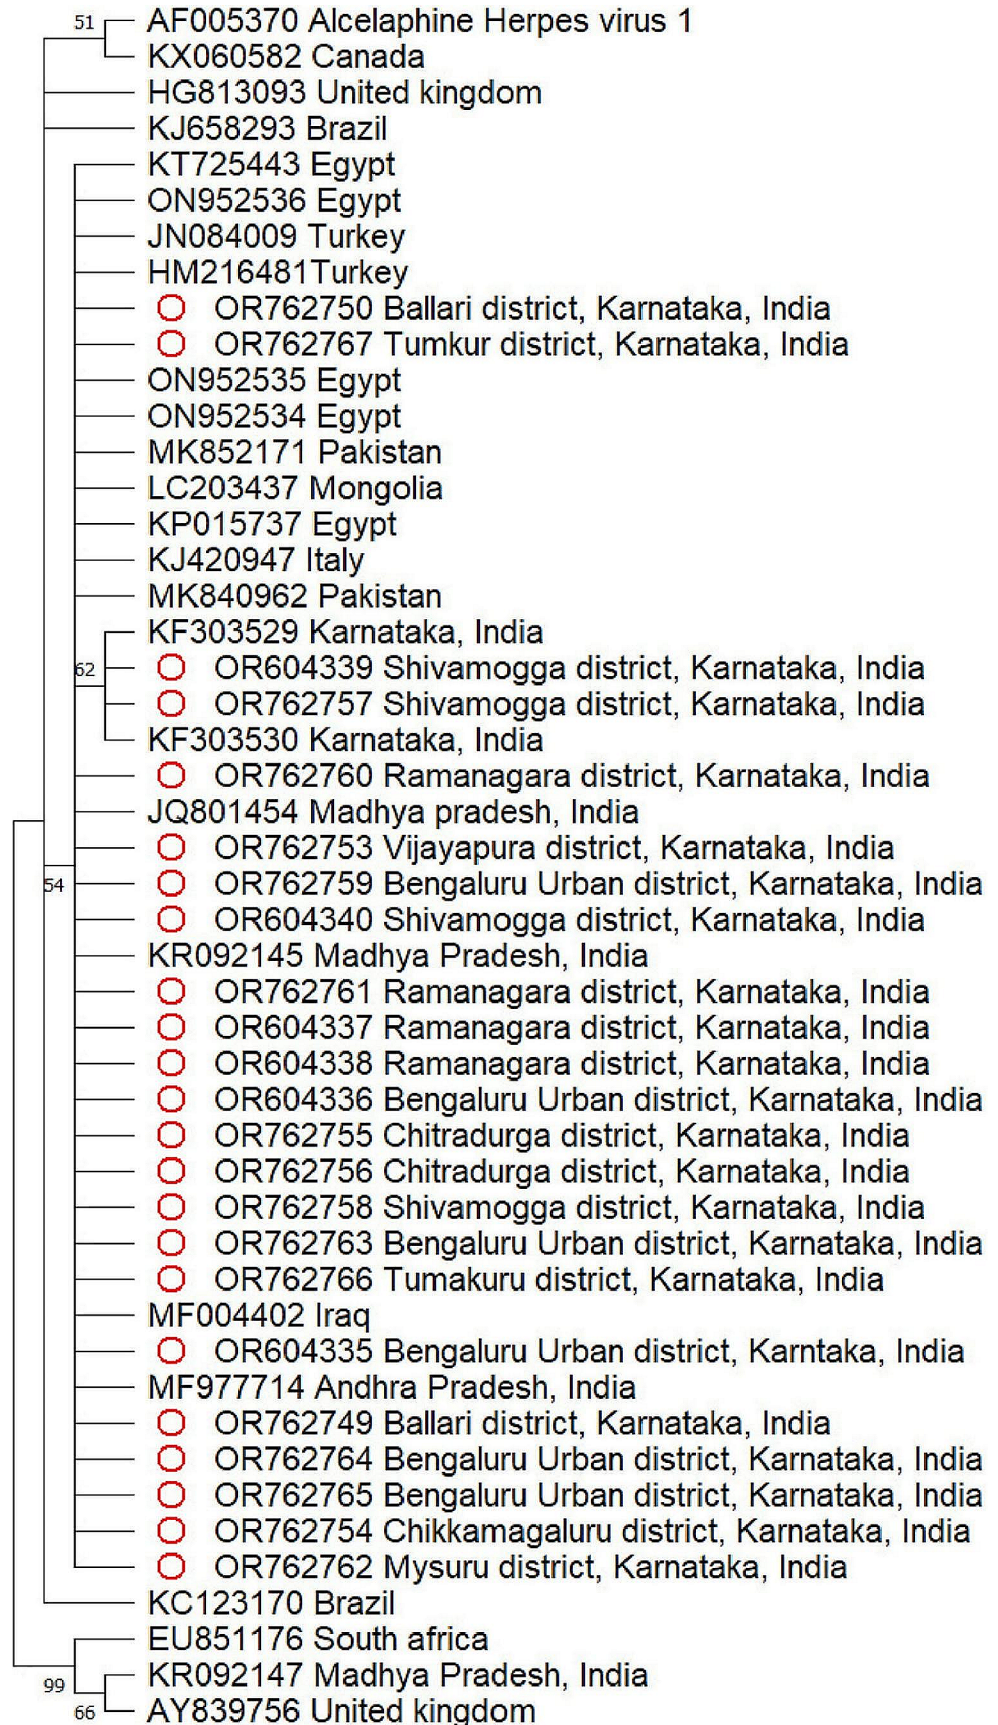 51
AF005370 Alcelaphine Herpes virus 1
KX060582 Canada
HG813093 United kingdom
KJ658293 Brazil
KT725443 Egypt
ON952536 Egypt
JN084009 Turkey
HM216481Turkey
OR762750 Ballari district, Karnataka, India
OR762767 Tumkur district, Karnataka, India
ON952535 Egypt
ON952534 Egypt
MK852171 Pakistan
LC203437 Mongolia
KP015737 Egypt
KJ420947 Italy
MK840962 Pakistan
KF303529 Karnataka, India
62
OR604339 Shivamogga district, Karnataka, India
OR762757 Shivamogga district, Karnataka, India
KF303530 Karnataka, India
OR762760 Ramanagara district, Karnataka, India
JQ801454 Madhya pradesh, India
OR762753 Vijayapura district, Karnataka, India
54
OR762759 Bengaluru Urban district, Karnataka, India
OR604340 Shivamogga district, Karnataka, India
KR092145 Madhya Pradesh, India
OR762761 Ramanagara district, Karnataka, India
OR604337 Ramanagara district, Karnataka, India
OR604338 Ramanagara district, Karnataka, India
OR604336 Bengaluru Urban district, Karnataka, India
OR762755 Chitradurga district, Karnataka, India
OR762756 Chitradurga district, Karnataka, India
OR762758 Shivamogga district, Karnataka, India
OR762763 Bengaluru Urban district, Karnataka, India
OR762766 Tumakuru district, Karnataka, India
MF004402 Iraq
OR604335 Bengaluru Urban district, Karntaka, India
MF977714 Andhra Pradesh, India
OR762749 Ballari district, Karnataka, India
OR762764 Bengaluru Urban district, Karnataka, India
OR762765 Bengaluru Urban district, Karnataka, India
OR762754 Chikkamagaluru district, Karnataka, India
OR762762 Mysuru district, Karnataka, India
KC123170 Brazil
EU851176 South africa
99
KR092147 Madhya Pradesh, India
66
AY839756 United kingdom